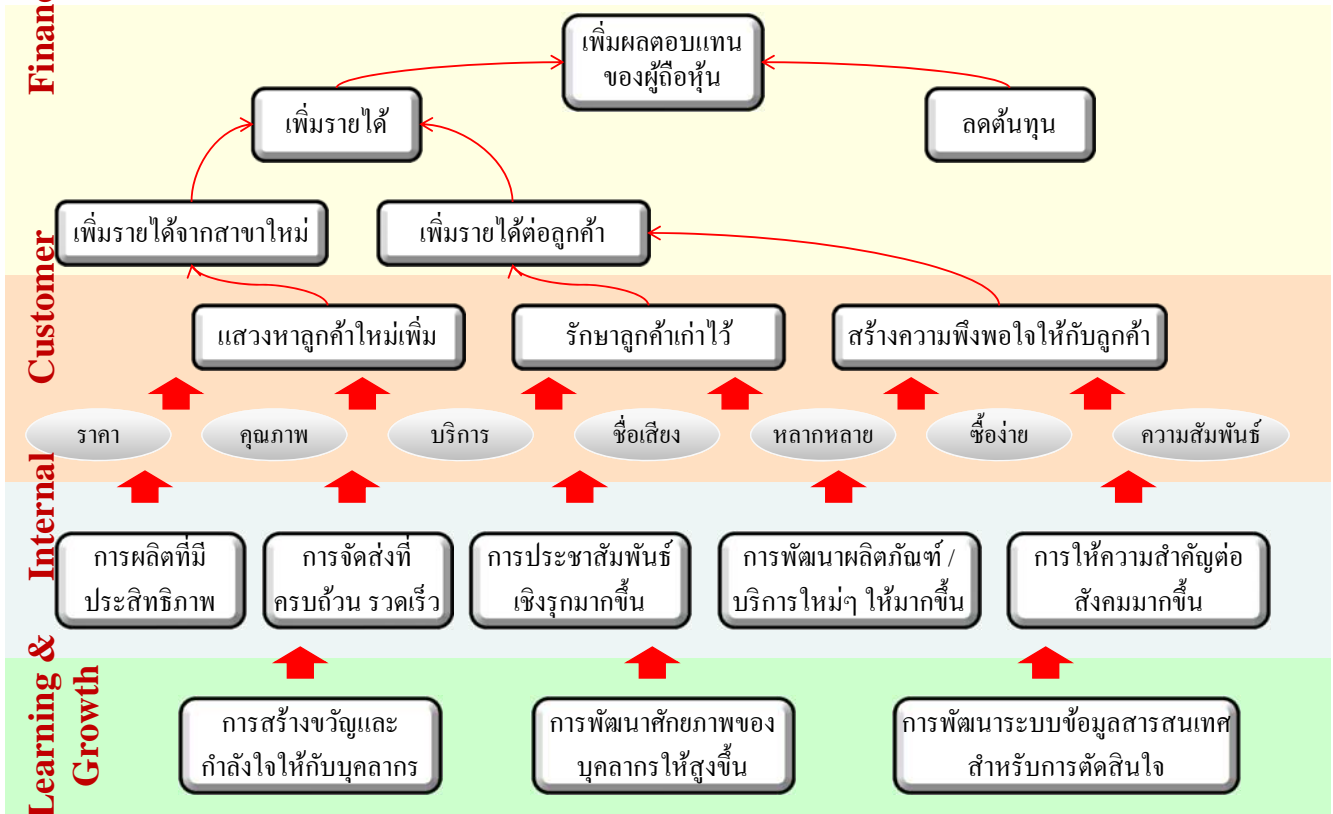 Financ
เพิ่มผลตอบแทน
ของผู้ถือหุ้น
เพิ่มรายได้
ลดต้นทุน
เพิ่มรายได้จากสาขาใหม่
เพิ่มรายได้ต่อลูกค้า
Customer
แสวงหาลูกค้าใหม่เพิ่ม
รักษาลูกค้าเก่าไว้
สร้างความพึงพอใจให้กับลูกค้า
ราคา
คุณภาพ
บริการ
ชื่อเสียง
หลากหลาย
ซื้อง่าย
ความสัมพันธ์
Internal
การผลิตที่มี
ประสิทธิภาพ
การจัดส่งที่
ครบถ้วน รวดเร็ว
การประชาสัมพันธ์
เชิงรุกมากขึ้น
การพัฒนาผลิตภัณฑ์ /
บริการใหม่ๆ ให้มากขึ้น
การให้ความสำคัญต่อ
สังคมมากขึ้น
Learning &
Growth
การสร้างขวัญและ
กำลังใจให้กับบุคลากร
การพัฒนาศักยภาพของ
บุคลากรให้สูงขึ้น
การพัฒนาระบบข้อมูลสารสนเทศ
สำหรับการตัดสินใจ